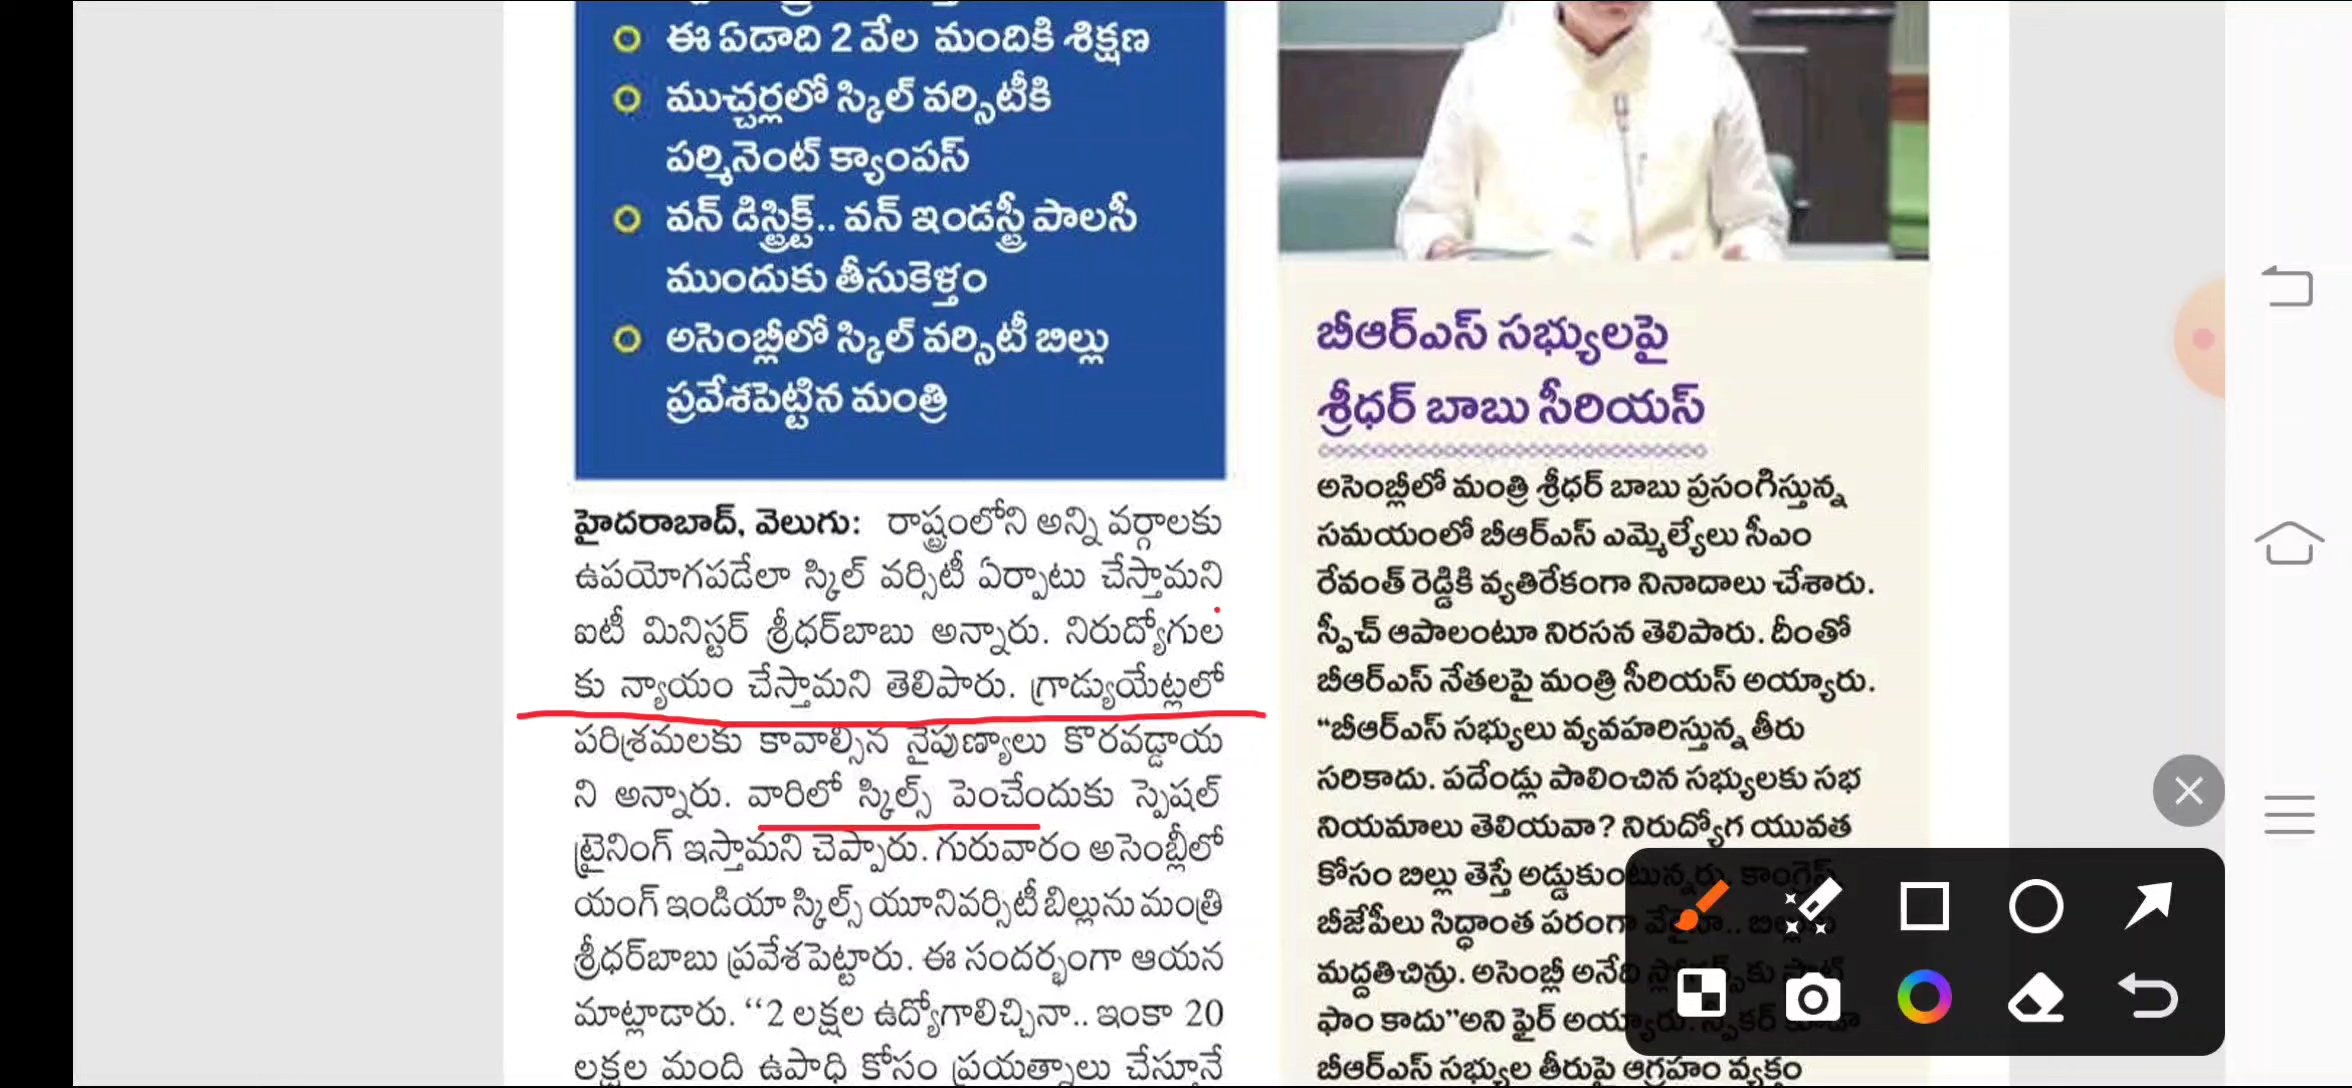 ఈ ఏడాది 2 వేల మందికి శిక్షణ
ముచ్చర్లలో స్కిల్ వర్సిటీకి
పర్మినెంట్ క్యాంపస్
వన్ డిస్ట్రిక్ట్.. వన్ ఇండస్ట్రీ పాలసీ
ముందుకు తీసుకెళ్తం
అసెంబ్లీలో స్కిల్ వర్సిటీ బిల్లు
ప్రవేశపెట్టిన మంత్రి
హైదరాబాద్, వెలుగు: రాష్ట్రంలోని అన్ని వర్గాలకు
ఉపయోగపడేలా స్కిల్ వర్సిటీ ఏర్పాటు చేస్తామని
ఐటీ మినిస్టర్ శ్రీధర్‌బాబు అన్నారు. నిరుద్యోగుల
కు న్యాయం చేస్తామని తెలిపారు. గ్రాడ్యుయేట్లలో
పరిశ్రమలకు కావాల్సిన నైపుణ్యాలు కొరవడ్డాయ
ని అన్నారు. వారిలో స్కిల్స్ పెంచేందుకు స్పెషల్
ట్రైనింగ్ ఇస్తామని చెప్పారు. గురువారం అసెంబ్లీలో
యంగ్ ఇండియా స్కిల్స్ యూనివర్సిటీ బిల్లును మంత్రి
శ్రీధర్‌బాబు ప్రవేశపెట్టారు. ఈ సందర్భంగా ఆయన
మాట్లాడారు. “2 లక్షల ఉద్యోగాలిచ్చినా.. ఇంకా 20
లక్షల మంది ఉపాధి కోసం ప్రయత్నాలు చేస్తూనే
బీఆర్ఎస్ సభ్యులపై
శ్రీధర్ బాబు సీరియస్
అసెంబ్లీలో మంత్రి శ్రీధర్ బాబు ప్రసంగిస్తున్న
సమయంలో బీఆర్ఎస్ ఎమ్మెల్యేలు సీఎం
రేవంత్ రెడ్డికి వ్యతిరేకంగా నినాదాలు చేశారు.
స్పీచ్ ఆపాలంటూ నిరసన తెలిపారు. దీంతో
బీఆర్ఎస్ నేతలపై మంత్రి సీరియస్ అయ్యారు.
“బీఆర్ఎస్ సభ్యులు వ్యవహరిస్తున్న తీరు
సరికాదు. పదేండ్లు పాలించిన సభ్యులకు సభ
నియమాలు తెలియవా? నిరుద్యోగ యువత
కోసం బిల్లు తెస్తే అడ్డుకుంటున్నరు. కాంగ్రెస్
బీజేపీలు సిద్ధాంత పరంగా వేరైనా.. బిల్లుకు
మద్దతిచిన్రు. అసెంబ్లీ అనేది స్లోగన్స్‌కు ప్లాట్
ఫాం కాదు”అని ఫైర్ అయ్యారు. స్పీకర్ కూడా
బీఆర్ఎస్ సభ్యుల తీరుపై ఆగ్రహం వ్యక్తం